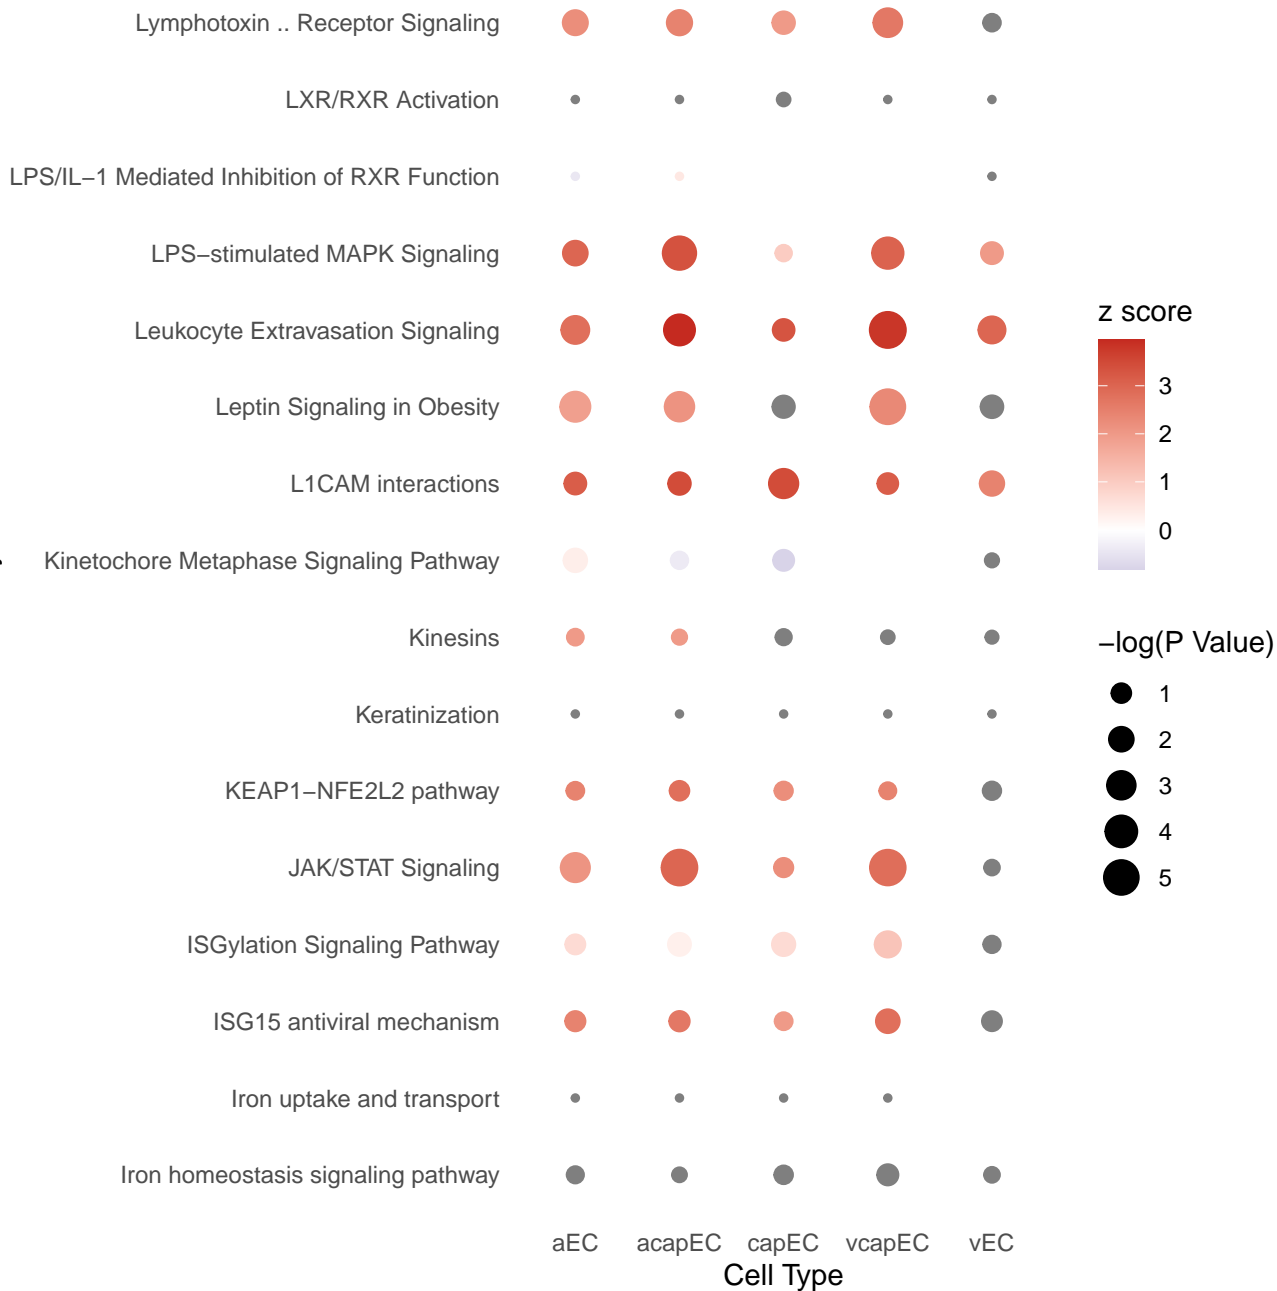 Lymphotoxin .. Receptor Signaling
LXR/RXR Activation
LPS/IL−1 Mediated Inhibition of RXR Function
LPS−stimulated MAPK Signaling
Leukocyte Extravasation Signaling
Leptin Signaling in Obesity
L1CAM interactions
Kinetochore Metaphase Signaling Pathway
Kinesins
Keratinization
KEAP1−NFE2L2 pathway
JAK/STAT Signaling
ISGylation Signaling Pathway
ISG15 antiviral mechanism
Iron uptake and transport
Iron homeostasis signaling pathway
aEC acapEC capEC vcapEC vEC
Cell Type
z score
3
2
1
0
−log(P Value)
1
2
3
4
5